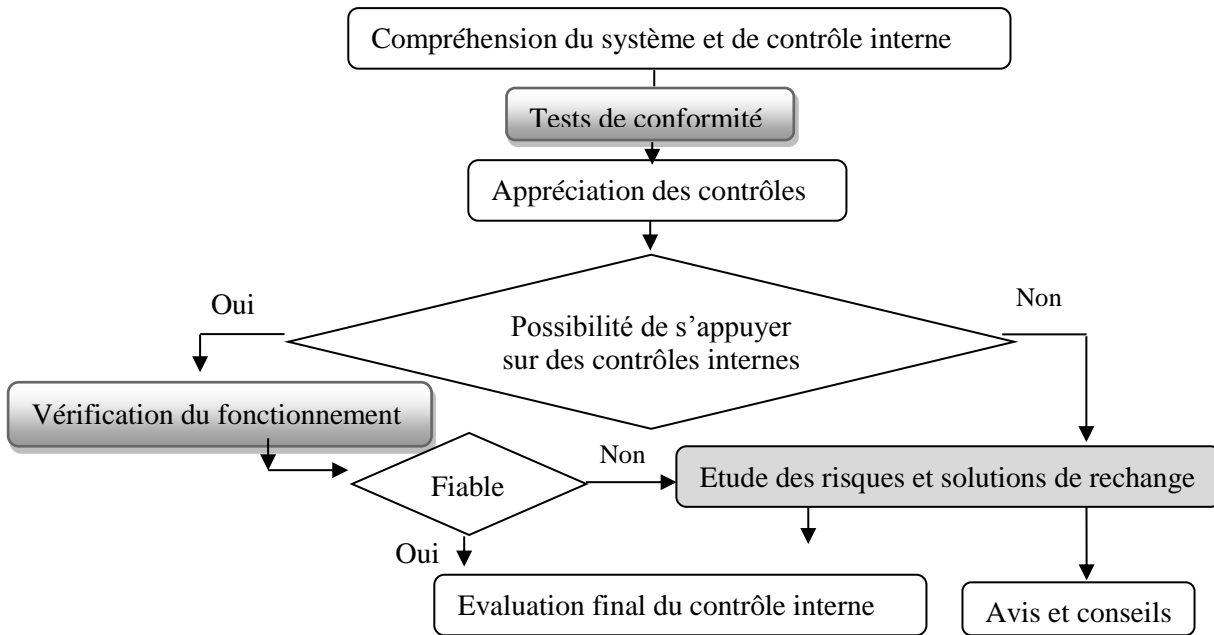 Compréhension du système et de contrôle interne
Tests de conformité
Appréciation des contrôles
Oui
Non
Possibilité de s’appuyer
sur des contrôles internes
Vérification du fonctionnement
Fiable
Non
Etude des risques et solutions de rechange
Oui
Evaluation final du contrôle interne
Avis et conseils